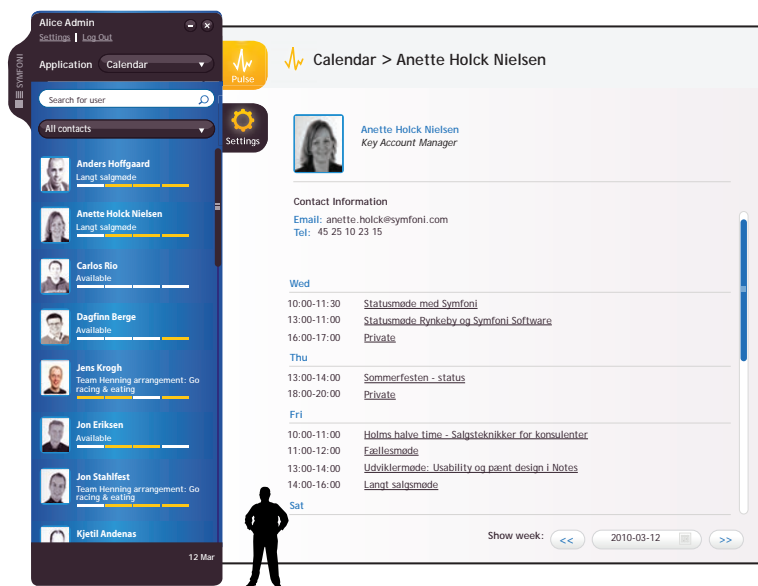 Alice Admin
Settings | Log Out
SYMFONI
Application Calendar
Search for user
All contacts
Anders Hoffgaard
Langt salgmøde
Anette Holck Nielsen
Langt salgmøde
Carlos Rio
Available
Dagfinn Berge
Available
Jens Krogh
Team Henning arrangement: Go
racing & eating
Jon Eriksen
Available
Jon Stahlfest
Team Henning arrangement: Go
racing & eating
Kjetil Andenas
12 Mar
Pulse
Settings
Calendar > Anette Holck Nielsen
Anette Holck Nielsen
Key Account Manager
Contact Information
Email: anette.holck@symfoni.com
Tel: 45 25 10 23 15
Wed
10:00-11:30 Statusmøde med Symfoni
13:00-11:00 Statusmøde Rynkeby og Symfoni Software
16:00-17:00 Private
Thu
13:00-14:00 Sommerfesten - status
18:00-20:00 Private
Fri
10:00-11:00 Holms halve time - Salgsteknikker for konsulenter
11:00-12:00 Fællesmøde
13:00-14:00 Udviklermøde: Usability og pænt design i Notes
14:00-16:00 Langt salgsmøde
Sat
Show week: << 2010-03-12 >>